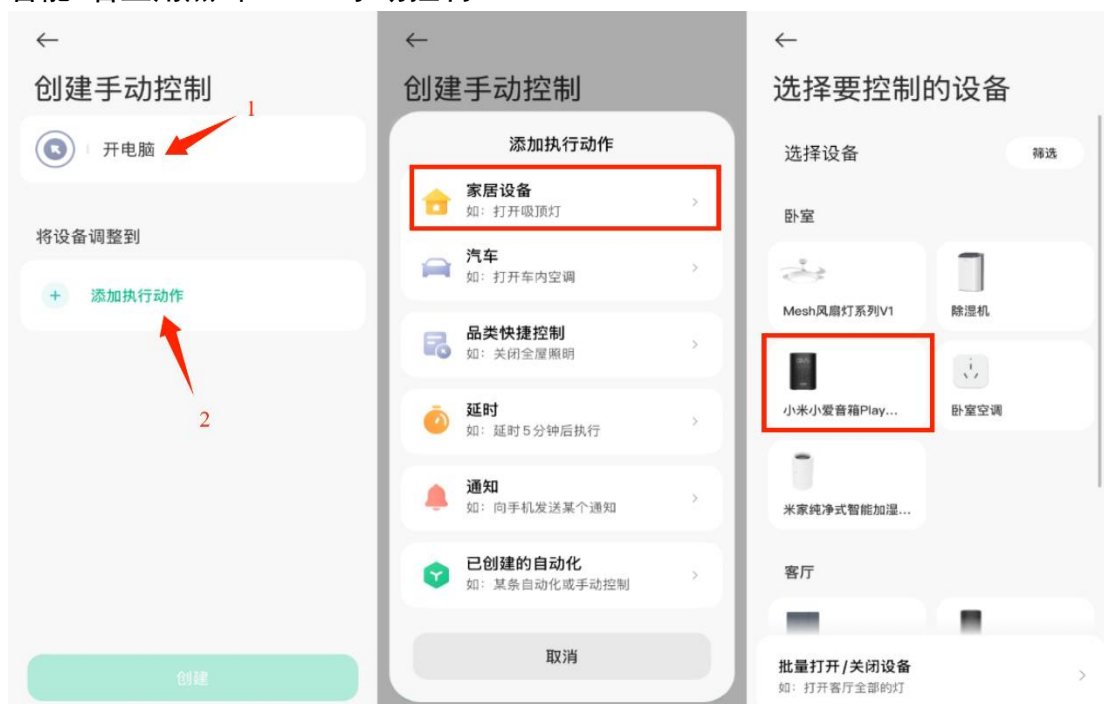 创建手动控制
1
开电脑
将设备调整到
+ 添加执行动作
2
创建
创建手动控制
添加执行动作
家居设备
如：打开吸顶灯
汽车
如：打开车内空调
品类快捷控制
如：关闭全屋照明
延时
如：延时5分钟后执行
通知
如：向手机发送某个通知
已创建的自动化
如：某条自动化或手动控制
取消
选择要控制的设备
选择设备
筛选
卧室
Mesh风扇灯系列V1
除湿机
小米小爱音箱Play...
卧室空调
米家纯净式智能加湿...
客厅
批量打开/关闭设备
如：打开客厅全部的灯